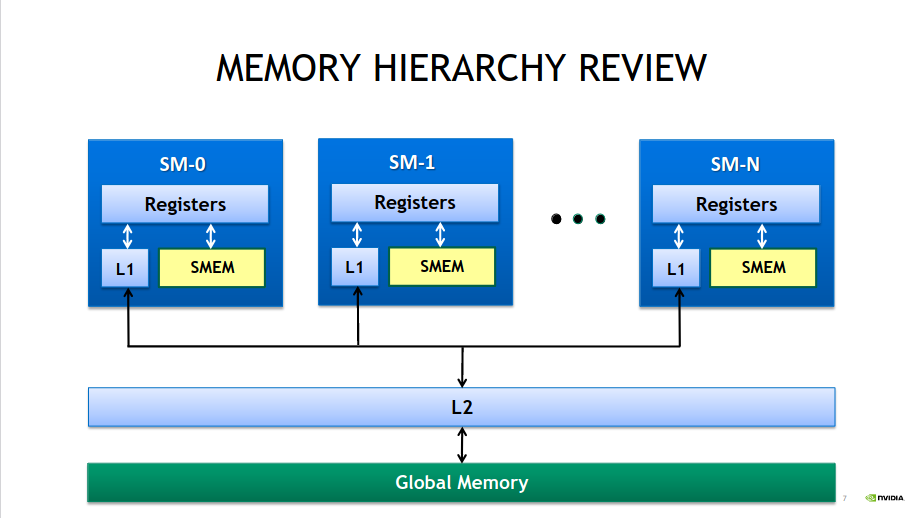 MEMORY HIERARCHY REVIEW
SM-0
Registers
L1
SMEM
SM-1
Registers
L1
SMEM
SM-N
Registers
L1
SMEM
L2
Global Memory
7
NVIDIA.